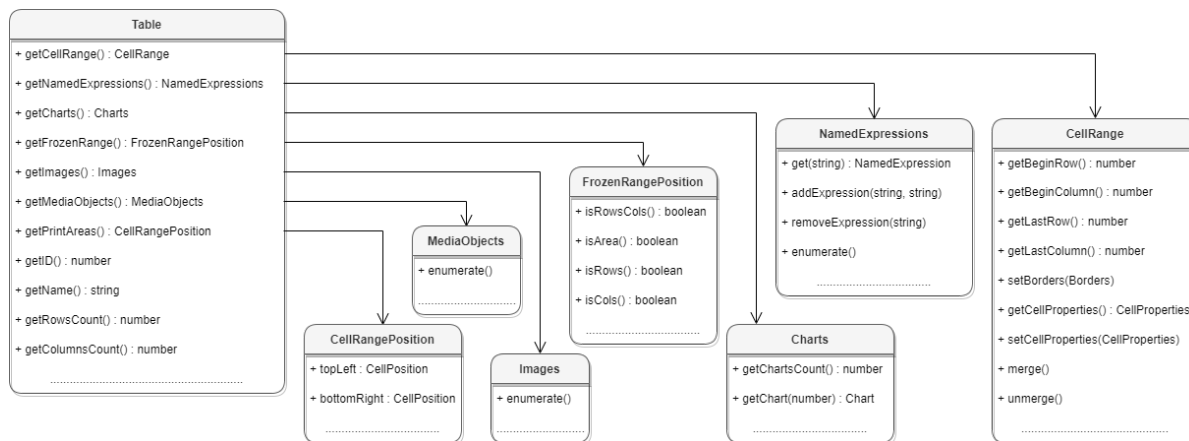 Table
+ getCellRange() : CellRange
+ getNamedExpressions() : NamedExpressions
+ getCharts() : Charts
+ getFrozenRange() : FrozenRangePosition
+ getImages() : Images
+ getMediaObjects() : MediaObjects
+ getPrintAreas() : CellRangePosition
+ getID() : number
+ getName() : string
+ getRowsCount() : number
+ getColumnsCount() : number
...............................................
CellRangePosition
+ topLeft : CellPosition
+ bottomRight : CellPosition
...................................
MediaObjects
+ enumerate()
........................
Images
+ enumerate()
......................
FrozenRangePosition
+ isRowsCols() : boolean
+ isArea() : boolean
+ isRows() : boolean
+ isCols() : boolean
...................................
Charts
+ getChartsCount() : number
+ getChart(number) : Chart
...................................
NamedExpressions
+ get(string) : NamedExpression
+ addExpression(string, string)
+ removeExpression(string)
+ enumerate()
............................
CellRange
+ getBeginRow() : number
+ getBeginColumn() : number
+ getLastRow() : number
+ getLastColumn() : number
+ setBorders(Borders)
+ getCellProperties() : CellProperties
+ setCellProperties(CellProperties)
+ merge()
+ unmerge()
....................................